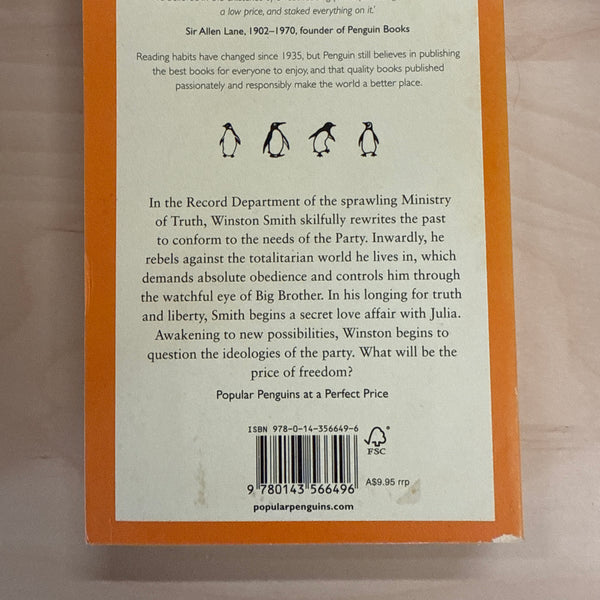 a low price, and staked everything on it.'
Sir Allen Lane, 1902–1970, founder of Penguin Books
Reading habits have changed since 1935, but Penguin still believes in publishing
the best books for everyone to enjoy, and that quality books published
passionately and responsibly make the world a better place.
In the Record Department of the sprawling Ministry
of Truth, Winston Smith skilfully rewrites the past
to conform to the needs of the Party. Inwardly, he
rebels against the totalitarian world he lives in, which
demands absolute obedience and controls him through
the watchful eye of Big Brother. In his longing for truth
and liberty, Smith begins a secret love affair with Julia.
Awakening to new possibilities, Winston begins to
question the ideologies of the party. What will be the
price of freedom?
Popular Penguins at a Perfect Price
ISBN 978-0-14-356649-6
FSC
9 780143 566496
A$9.95 rrp
popularpenguins.com